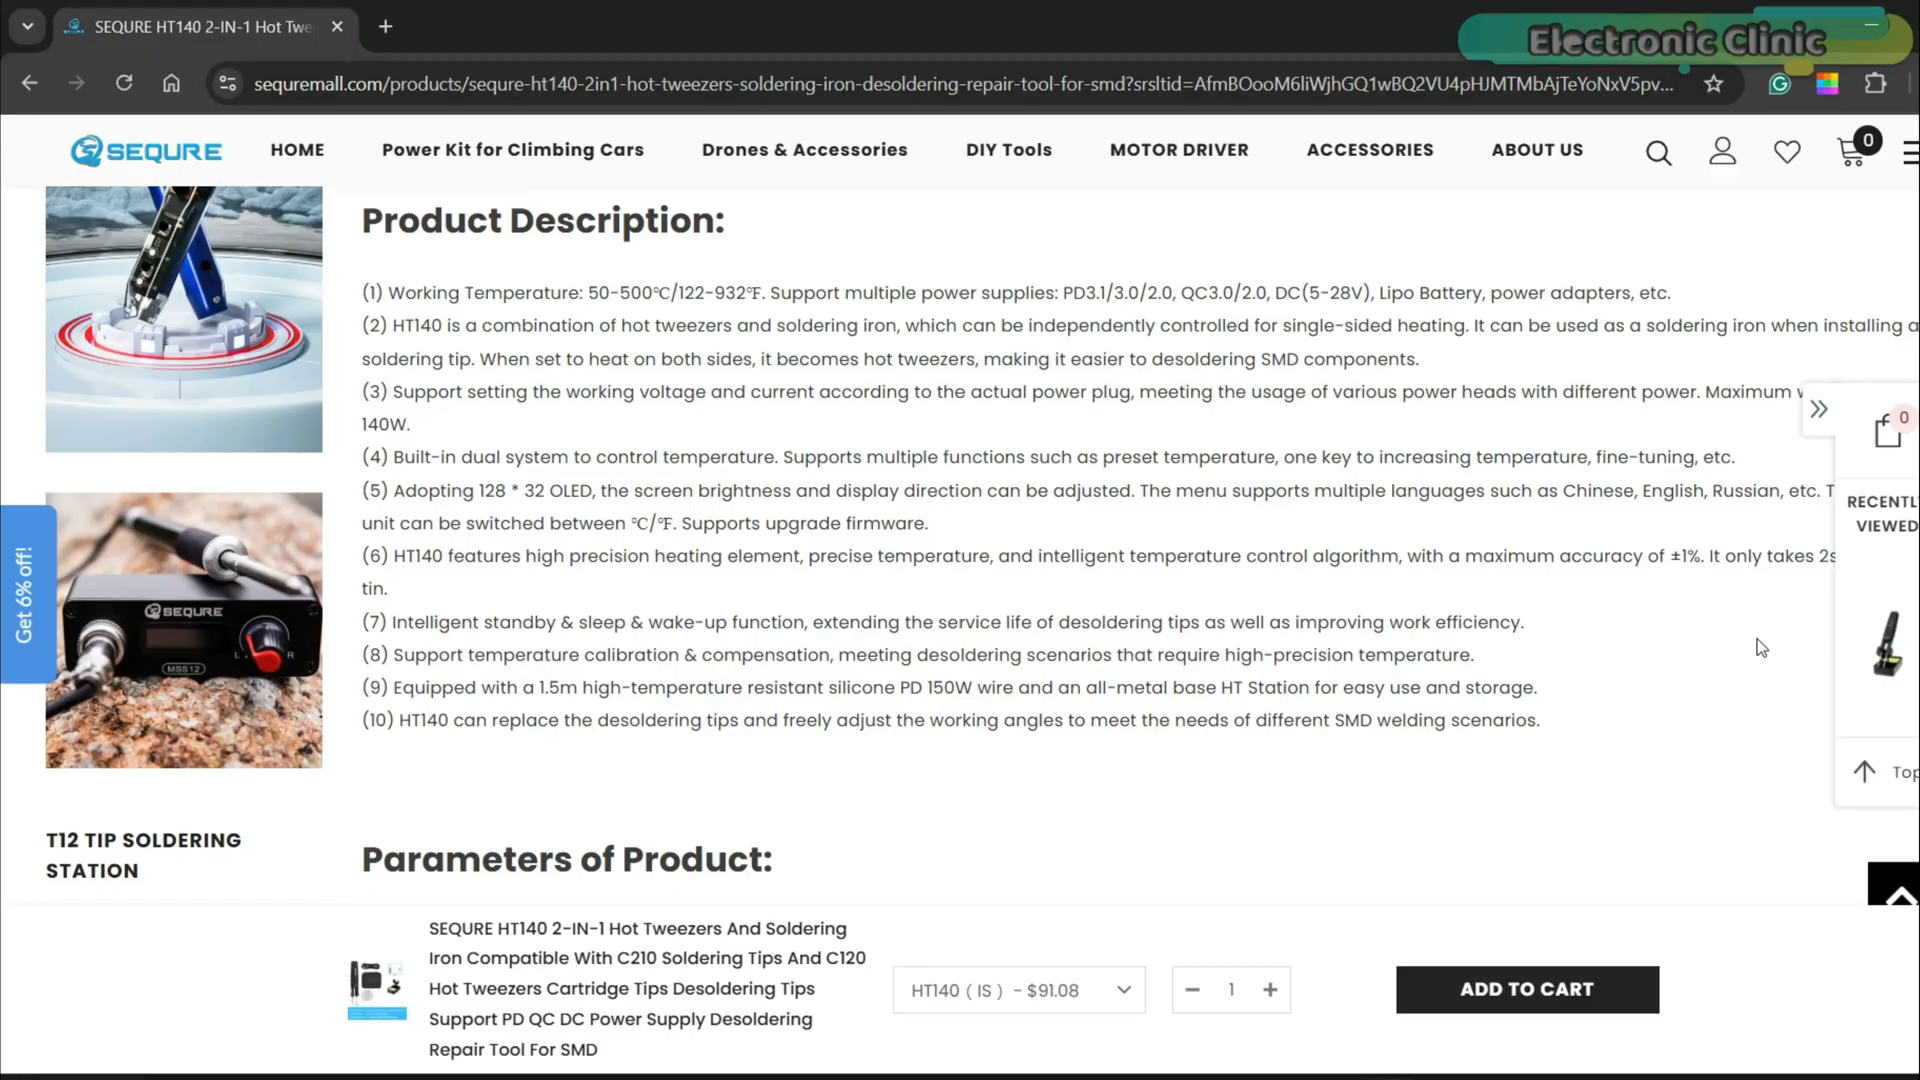 SEQURE HT140 2-IN-1 Hot Twe
Electronic Clinic
sequremall.com/products/sequre-ht140-2in1-hot-tweezers-soldering-iron-desoldering-repair-tool-for-smd?srsltid=AfmBOooM6liWjhGQ1wBQ2VU4pHJMTMbAjTeYoNxV5pv...
SEQURE
HOME
Power Kit for Climbing Cars
Drones & Accessories
DIY Tools
MOTOR DRIVER
ACCESSORIES
ABOUT US
0
Product Description:
(1) Working Temperature: 50-500℃/122-932℉. Support multiple power supplies: PD3.1/3.0/2.0, QC3.0/2.0, DC(5-28V), Lipo Battery, power adapters, etc.
(2) HT140 is a combination of hot tweezers and soldering iron, which can be independently controlled for single-sided heating. It can be used as a soldering iron when installing a
soldering tip. When set to heat on both sides, it becomes hot tweezers, making it easier to desoldering SMD components.
(3) Support setting the working voltage and current according to the actual power plug, meeting the usage of various power heads with different power. Maximum
140W.
(4) Built-in dual system to control temperature. Supports multiple functions such as preset temperature, one key to increasing temperature, fine-tuning, etc.
(5) Adopting 128 * 32 OLED, the screen brightness and display direction can be adjusted. The menu supports multiple languages such as Chinese, English, Russian, etc. T
unit can be switched between ℃/℉. Supports upgrade firmware.
(6) HT140 features high precision heating element, precise temperature, and intelligent temperature control algorithm, with a maximum accuracy of ±1%. It only takes 2s
tin.
(7) Intelligent standby & sleep & wake-up function, extending the service life of desoldering tips as well as improving work efficiency.
(8) Support temperature calibration & compensation, meeting desoldering scenarios that require high-precision temperature.
(9) Equipped with a 1.5m high-temperature resistant silicone PD 150W wire and an all-metal base HT Station for easy use and storage.
(10) HT140 can replace the desoldering tips and freely adjust the working angles to meet the needs of different SMD welding scenarios.
0
RECENTLY
VIEWED
Top
Get 6% off!
SEQURE
L
R
MSS12
T12 TIP SOLDERING
STATION
Parameters of Product:
SEQURE HT140 2-IN-1 Hot Tweezers And Soldering
Iron Compatible With C210 Soldering Tips And C120
Hot Tweezers Cartridge Tips Desoldering Tips
Support PD QC DC Power Supply Desoldering
Repair Tool For SMD
HT140 ( IS ) - $91.08
1
ADD TO CART